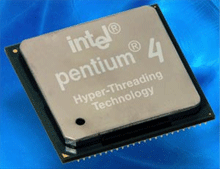 intel®
pentium® 4
Hyper-Threading
Technology